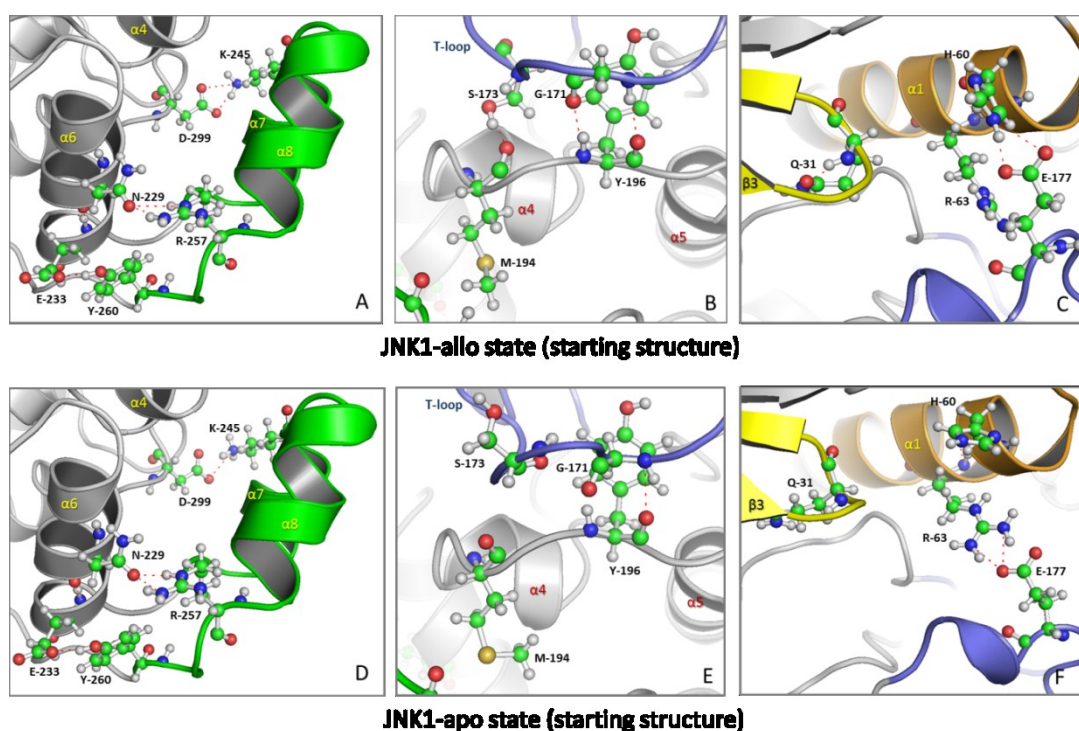 α4
K-245
α7
α6
D-299
α8
N-229
R-257
E-233
Y-260
A
T-loop
S-173
G-171
Y-196
α4
α5
M-194
B
H-60
α1
Q-31
β3
E-177
R-63
C
JNK1-allo state (starting structure)
α4
K-245
D-299
α6
α7
α8
N-229
R-257
E-233
Y-260
D
T-loop
S-173
G-171
Y-196
α4
α5
M-194
E
H-60
α1
Q-31
β3
R-63
E-177
F
JNK1-apo state (starting structure)